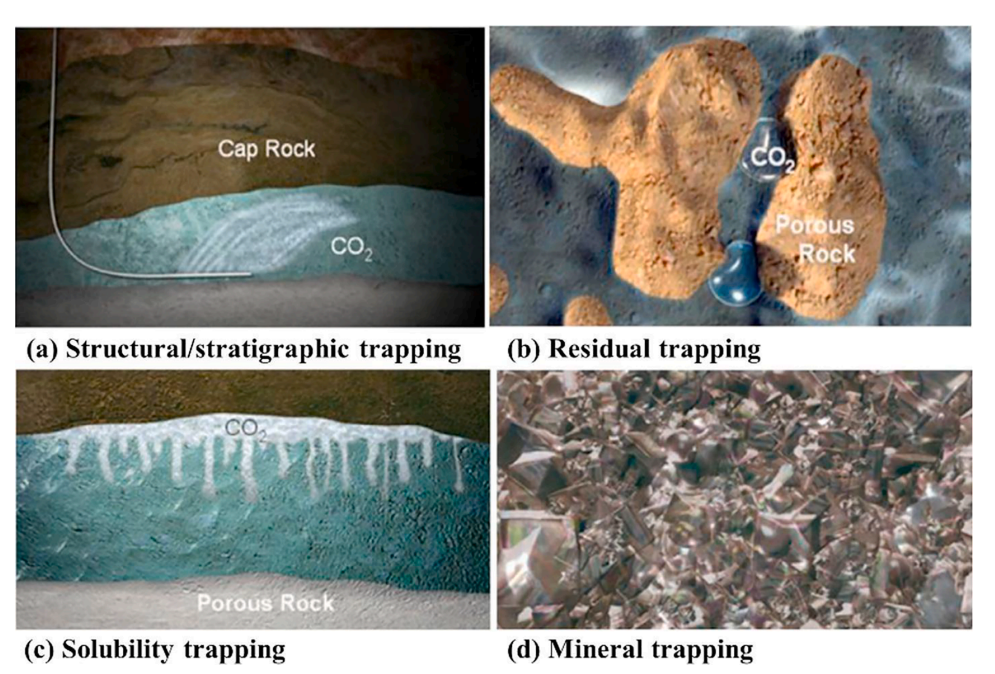 Cap Rock
CO₂
CO₂
Porous
Rock
(a) Structural/stratigraphic trapping
(b) Residual trapping
CO₂
Porous Rock
(c) Solubility trapping
(d) Mineral trapping